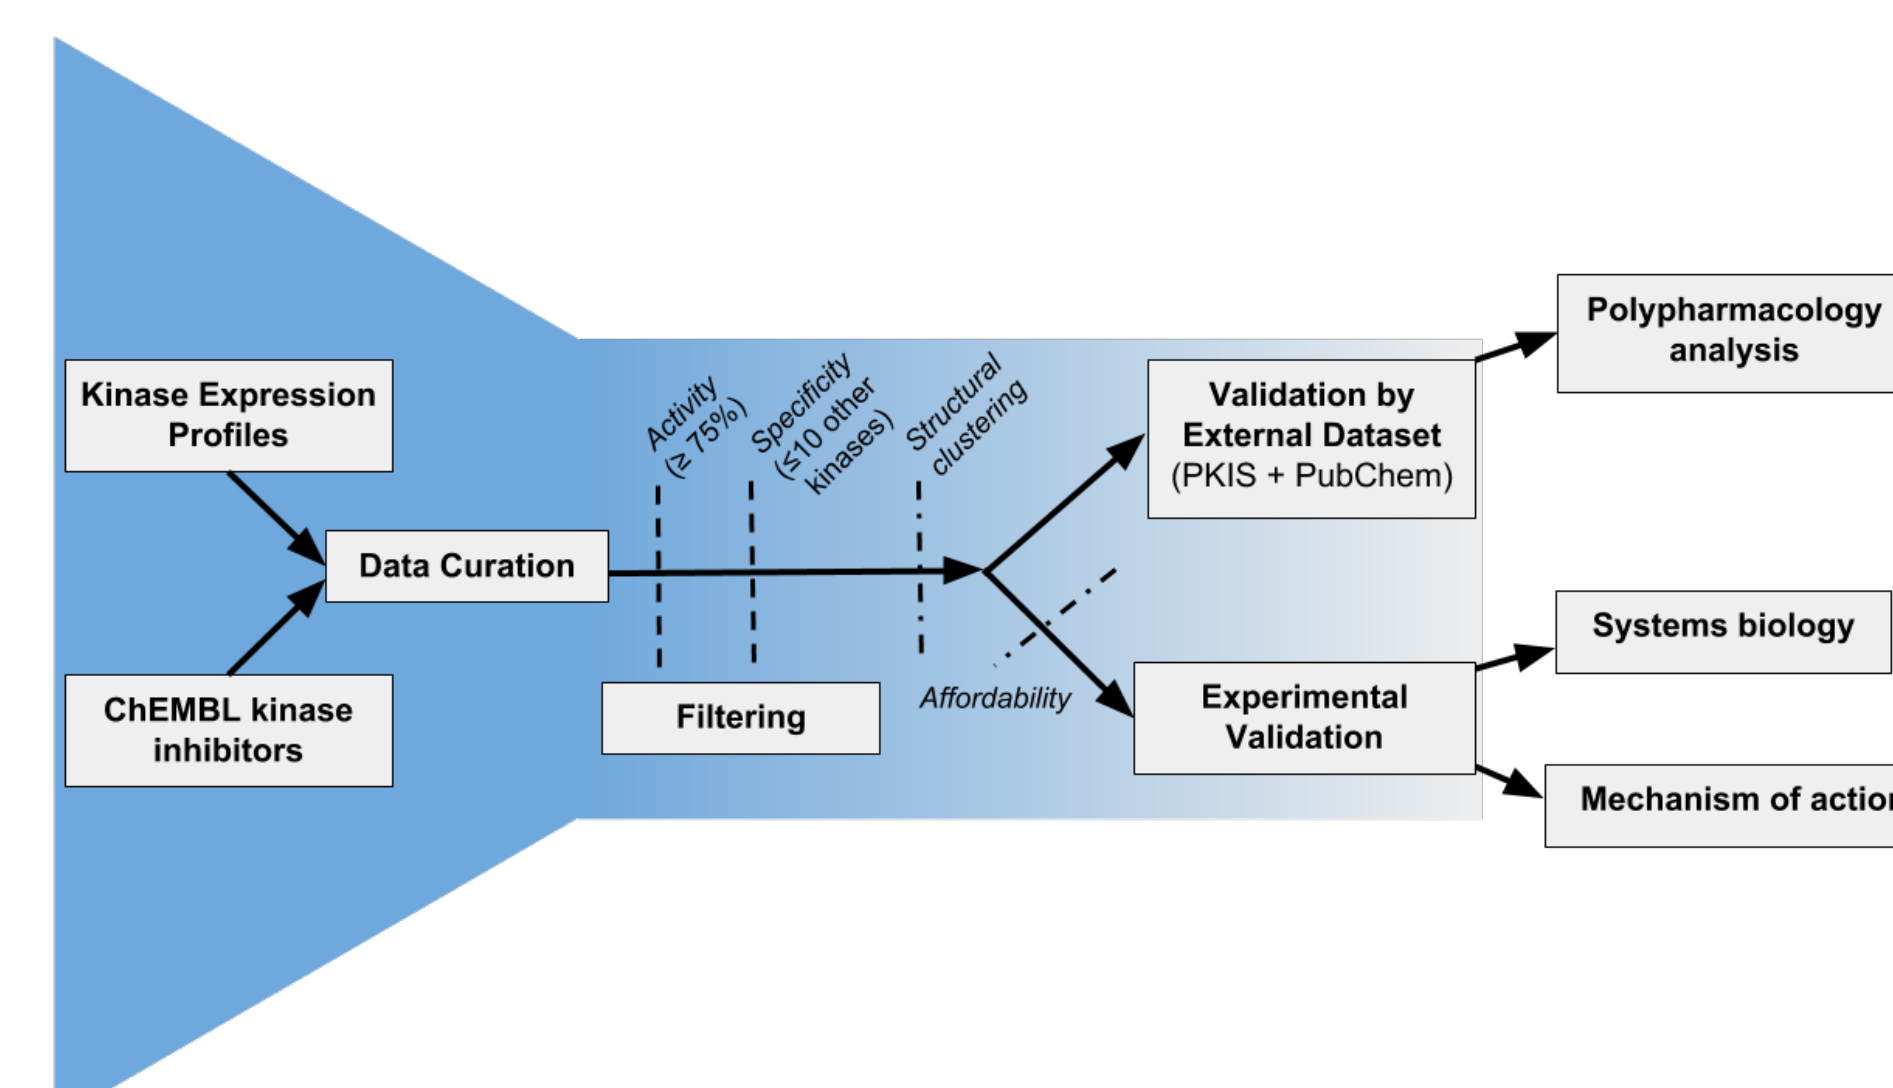 Kinase Expression
Profiles
ChEMBL kinase
inhibitors
Data Curation
Activity
(≥ 75%)
Specificity
(≤10 other
kinases)
Structural
clustering
Filtering
Affordability
Validation by
External Dataset
(PKIS + PubChem)
Experimental
Validation
Polypharmacology
analysis
Systems biology
Mechanism of action